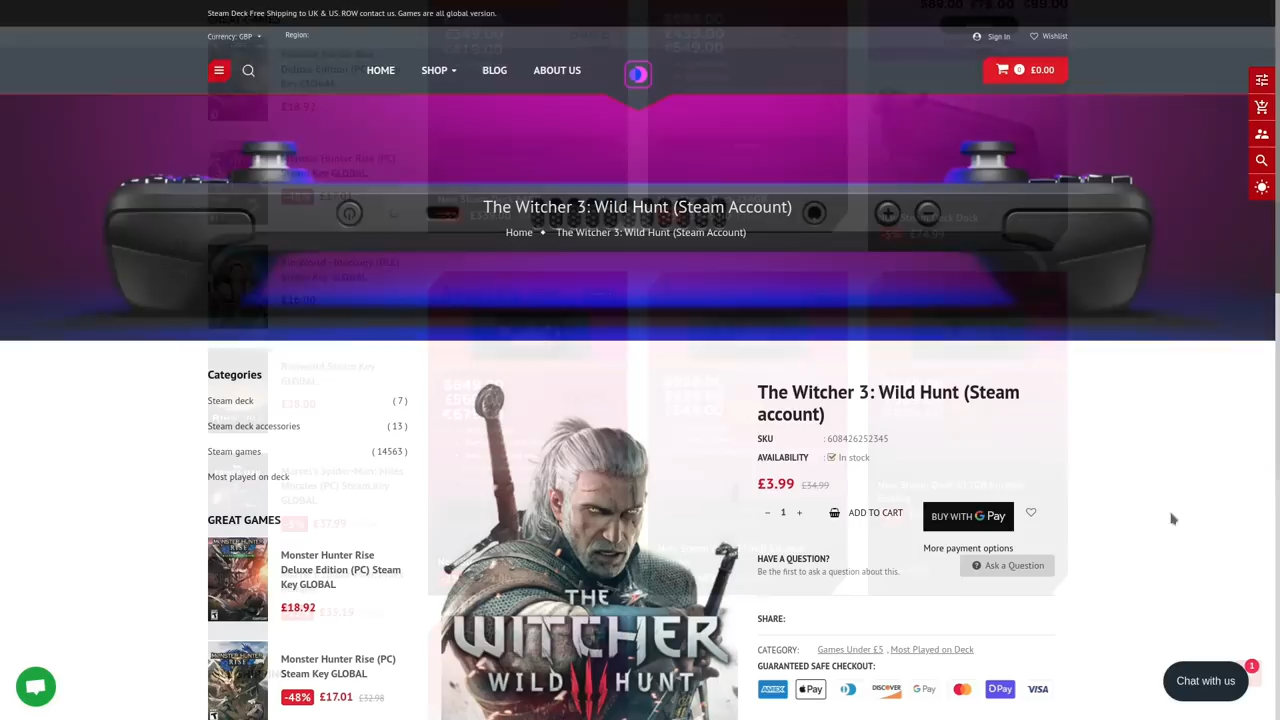 Steam Deck Free Shipping to UK & US. ROW contact us. Games are all global version.
Currency: GBP
Region:
Sign In
Wishlist
HOME
SHOP
BLOG
ABOUT US
0 £0.00
The Witcher 3: Wild Hunt (Steam Account)
Home • The Witcher 3: Wild Hunt (Steam Account)
Categories
Steam deck ( 7 )
Steam deck accessories ( 13 )
Steam games ( 14563 )
Most played on deck
GREAT GAMES
Monster Hunter Rise
Deluxe Edition (PC) Steam
Key GLOBAL
£18.92
Monster Hunter Rise (PC)
Steam Key GLOBAL
-48% £17.01 £32.98
THE
WITCHER
WILD HUNT
The Witcher 3: Wild Hunt (Steam
account)
SKU : 608426252345
AVAILABILITY : In stock
£3.99 £34.99
− 1 + ADD TO CART
BUY WITH G Pay
More payment options
HAVE A QUESTION?
Be the first to ask a question about this.
Ask a Question
SHARE:
CATEGORY: Games Under £5 , Most Played on Deck
GUARANTEED SAFE CHECKOUT:
AMEX Pay DISCOVER G Pay Pay VISA
Chat with us
1